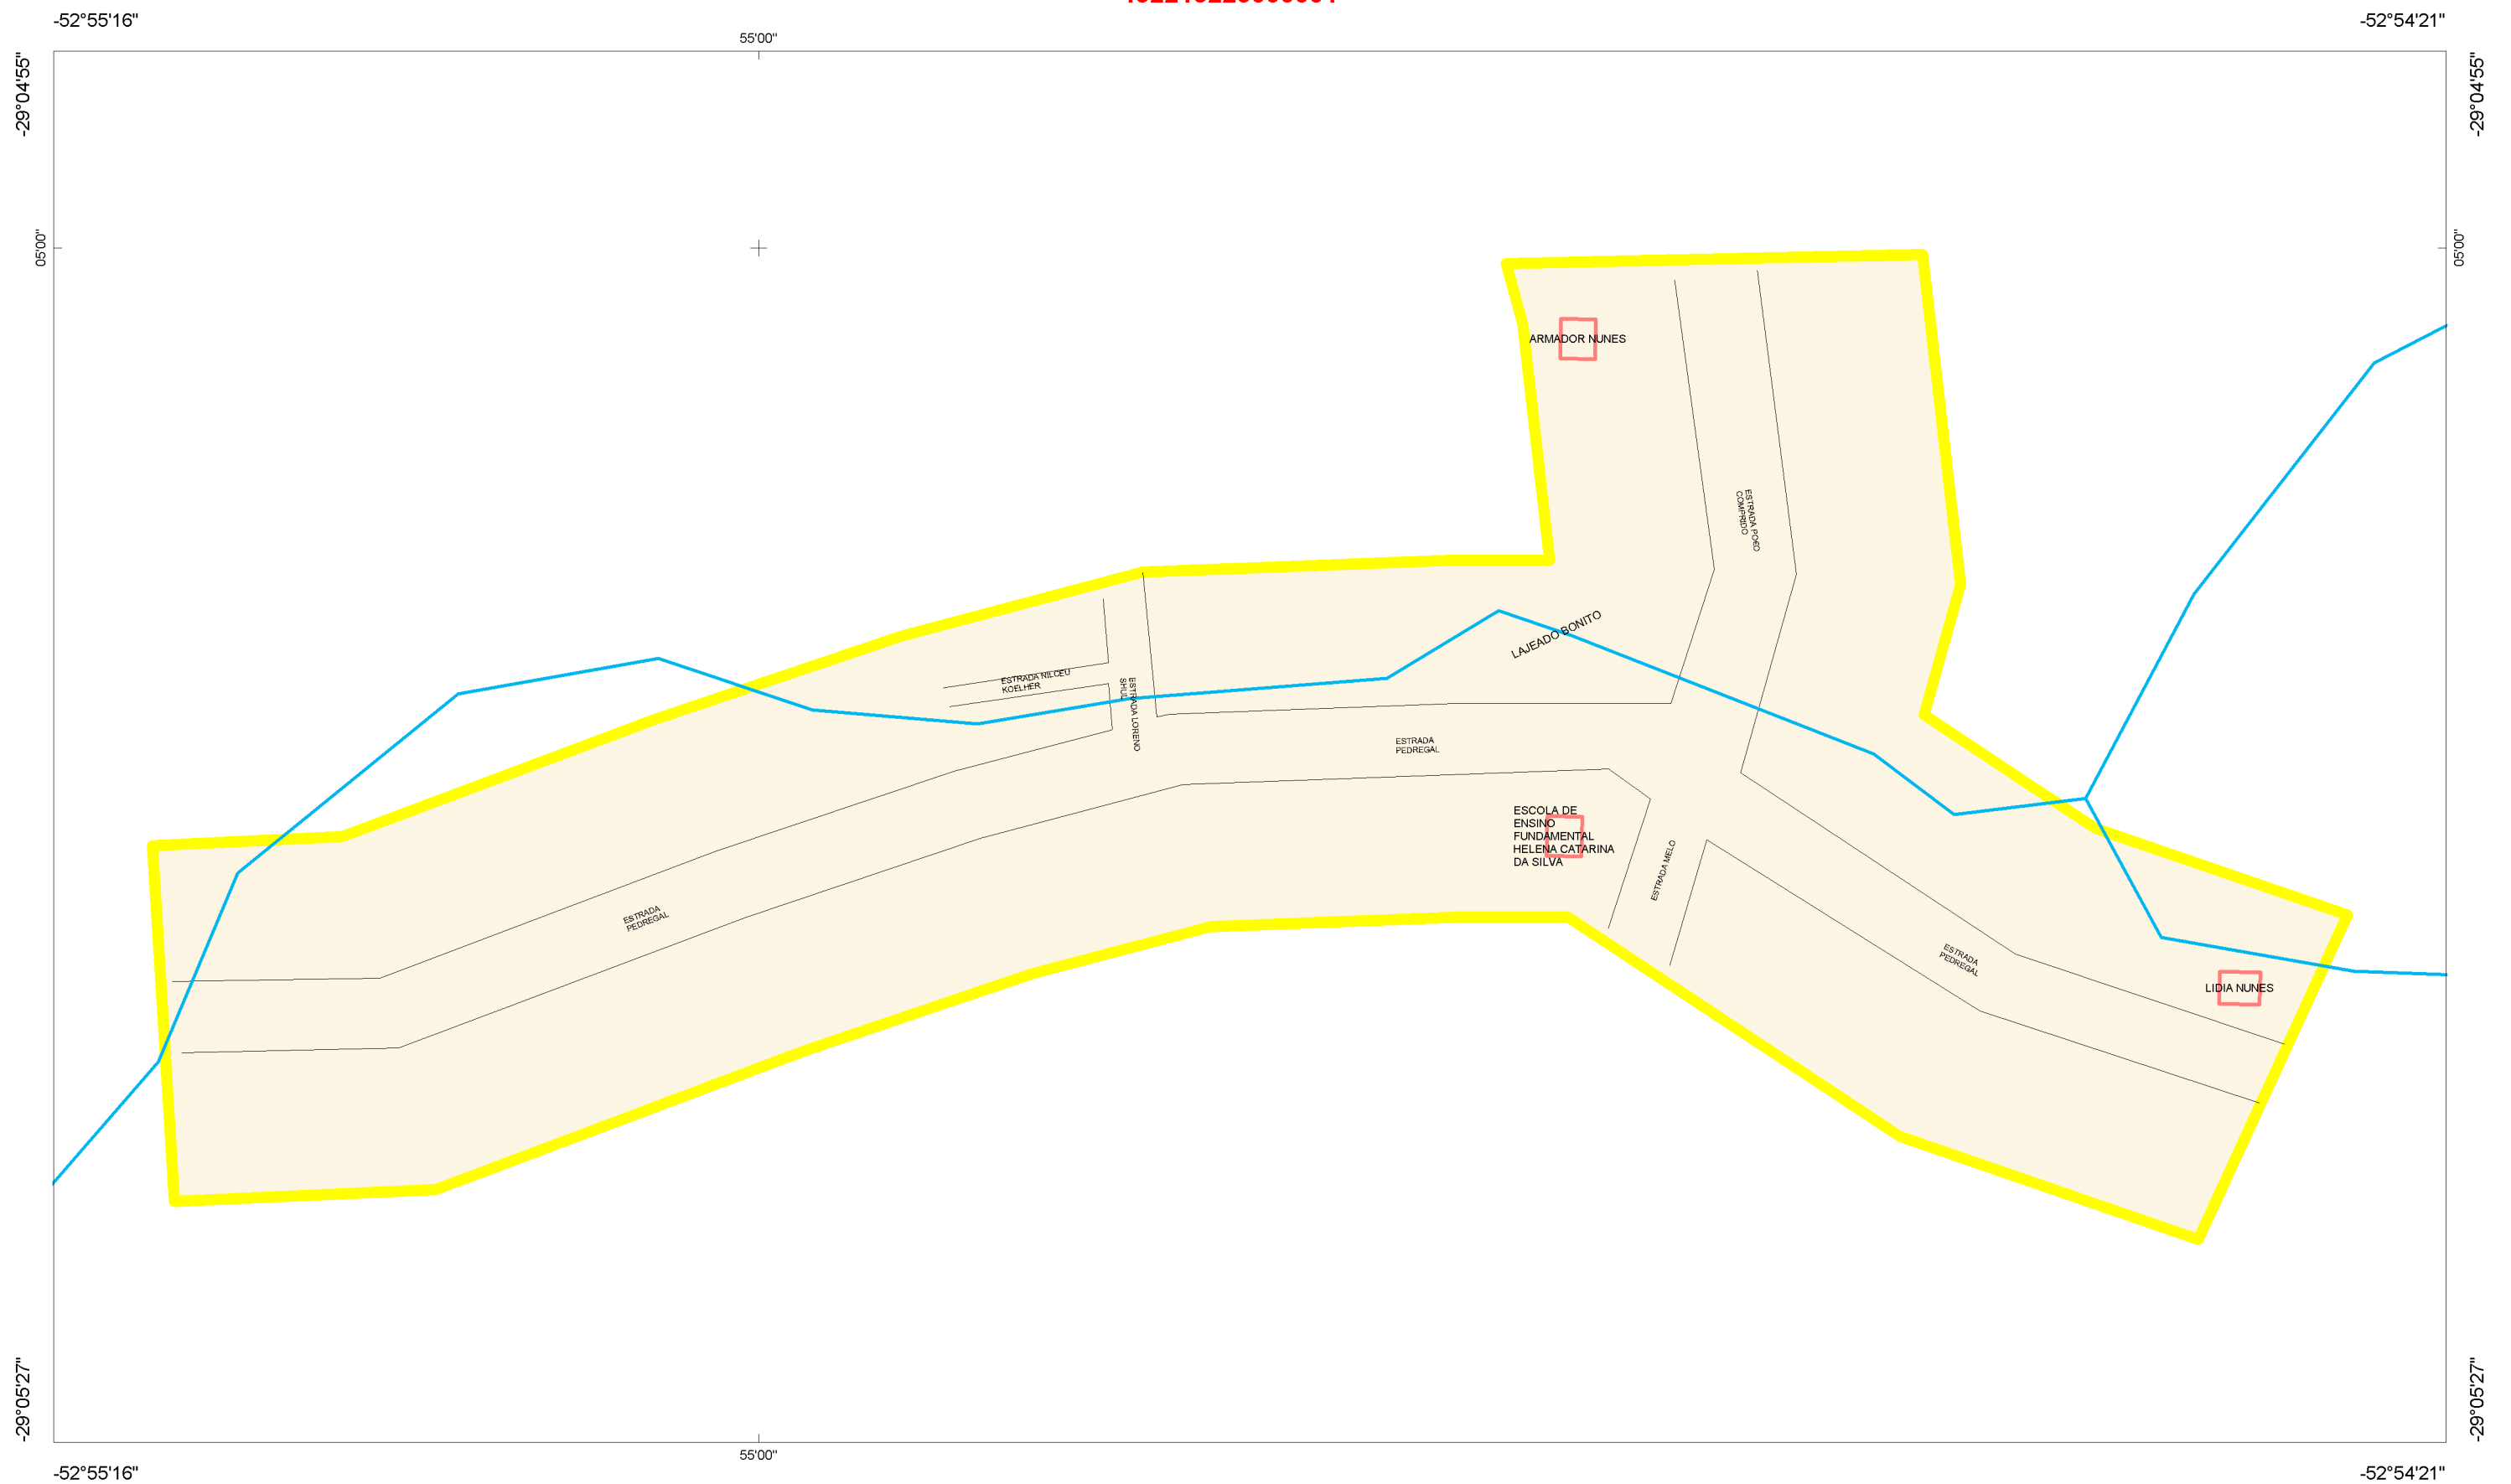 -52°55'16"
-52°54'21"
55'00"
-29°04'55"
-29°04'55"
05'00"
05'00"
ARMADOR NUNES
ESTRADA POÇO
COMPRIDO
LAJEADO BONITO
ESTRADA NILCEU
KOELHER
ESTRADA LORENO
SHUL
ESTRADA
PEDREGAL
ESCOLA DE
ENSINO
FUNDAMENTAL
HELENA CATARINA
DA SILVA
ESTRADA MELO
ESTRADA
PEDREGAL
ESTRADA
PEDREGAL
LIDIA NUNES
-29°05'27"
-29°05'27"
55'00"
-52°55'16"
-52°54'21"